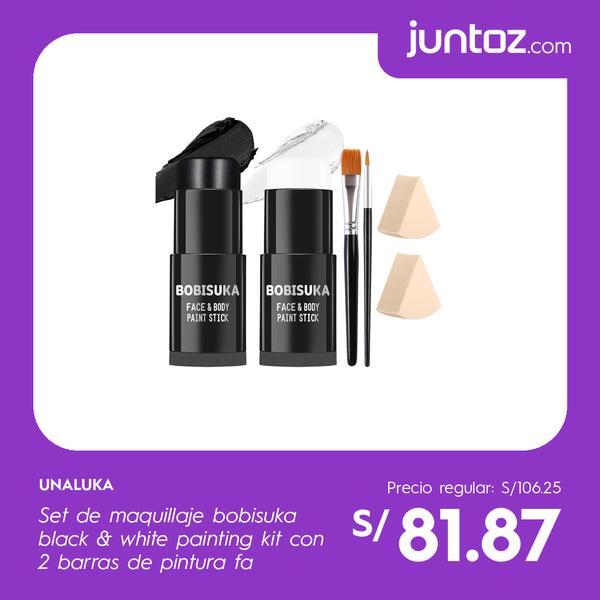 juntoz.com
BOBISUKA
FACE & BODY
PAINT STICK
BOBISUKA
FACE & BODY
PAINT STICK
UNALUKA
Set de maquillaje bobisuka
black & white painting kit con
2 barras de pintura fa
Precio regular: S/106.25
S/ 81.87